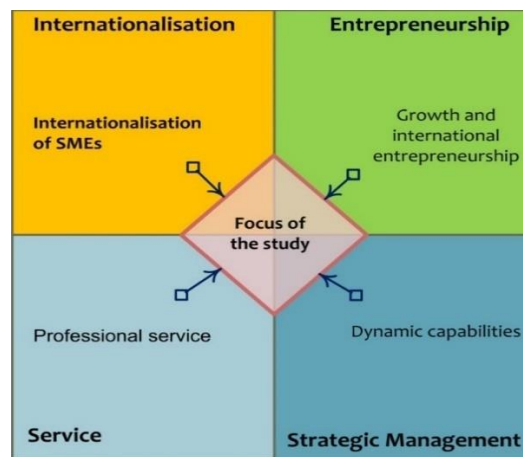 Internationalisation
Entrepreneurship
Internationalisation
of SMEs
Growth and
international
entrepreneurship
Focus of
the study
Professional service
Dynamic capabilities
Service
Strategic Management